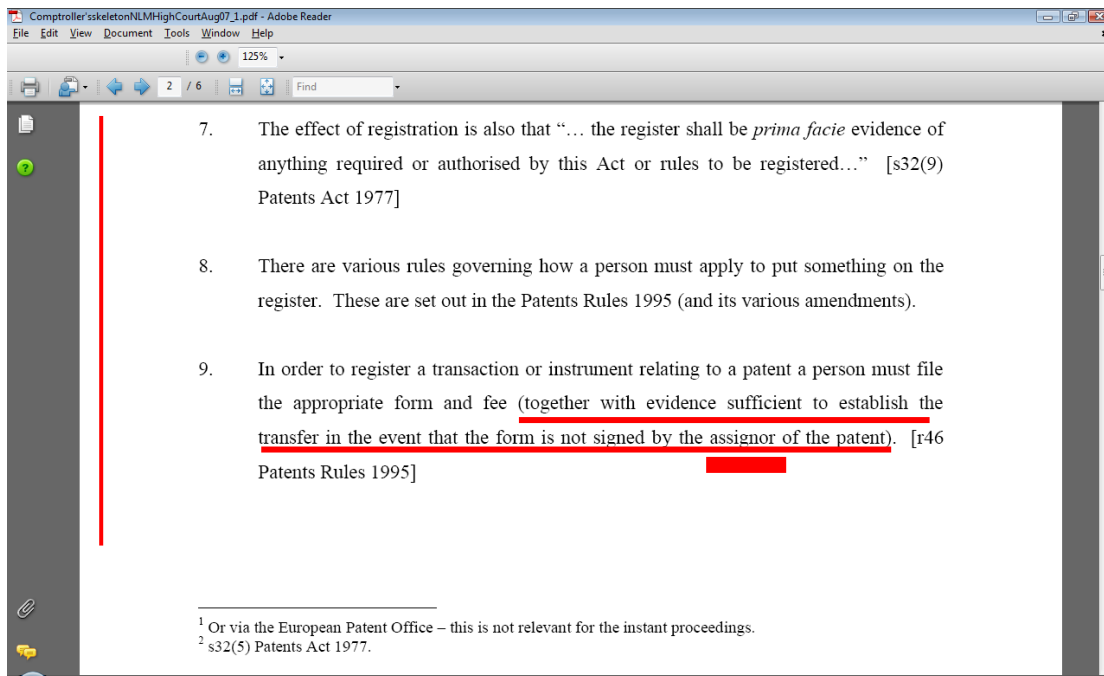 Comptroller'sskeletonNLMHighCourtAug07_1.pdf - Adobe Reader
File Edit View Document Tools Window Help
125%
2 / 6 Find
7. The effect of registration is also that “… the register shall be prima facie evidence of
anything required or authorised by this Act or rules to be registered…” [s32(9)
Patents Act 1977]
8. There are various rules governing how a person must apply to put something on the
register. These are set out in the Patents Rules 1995 (and its various amendments).
9. In order to register a transaction or instrument relating to a patent a person must file
the appropriate form and fee (together with evidence sufficient to establish the
transfer in the event that the form is not signed by the assignor of the patent). [r46
Patents Rules 1995]
1 Or via the European Patent Office – this is not relevant for the instant proceedings.
2 s32(5) Patents Act 1977.